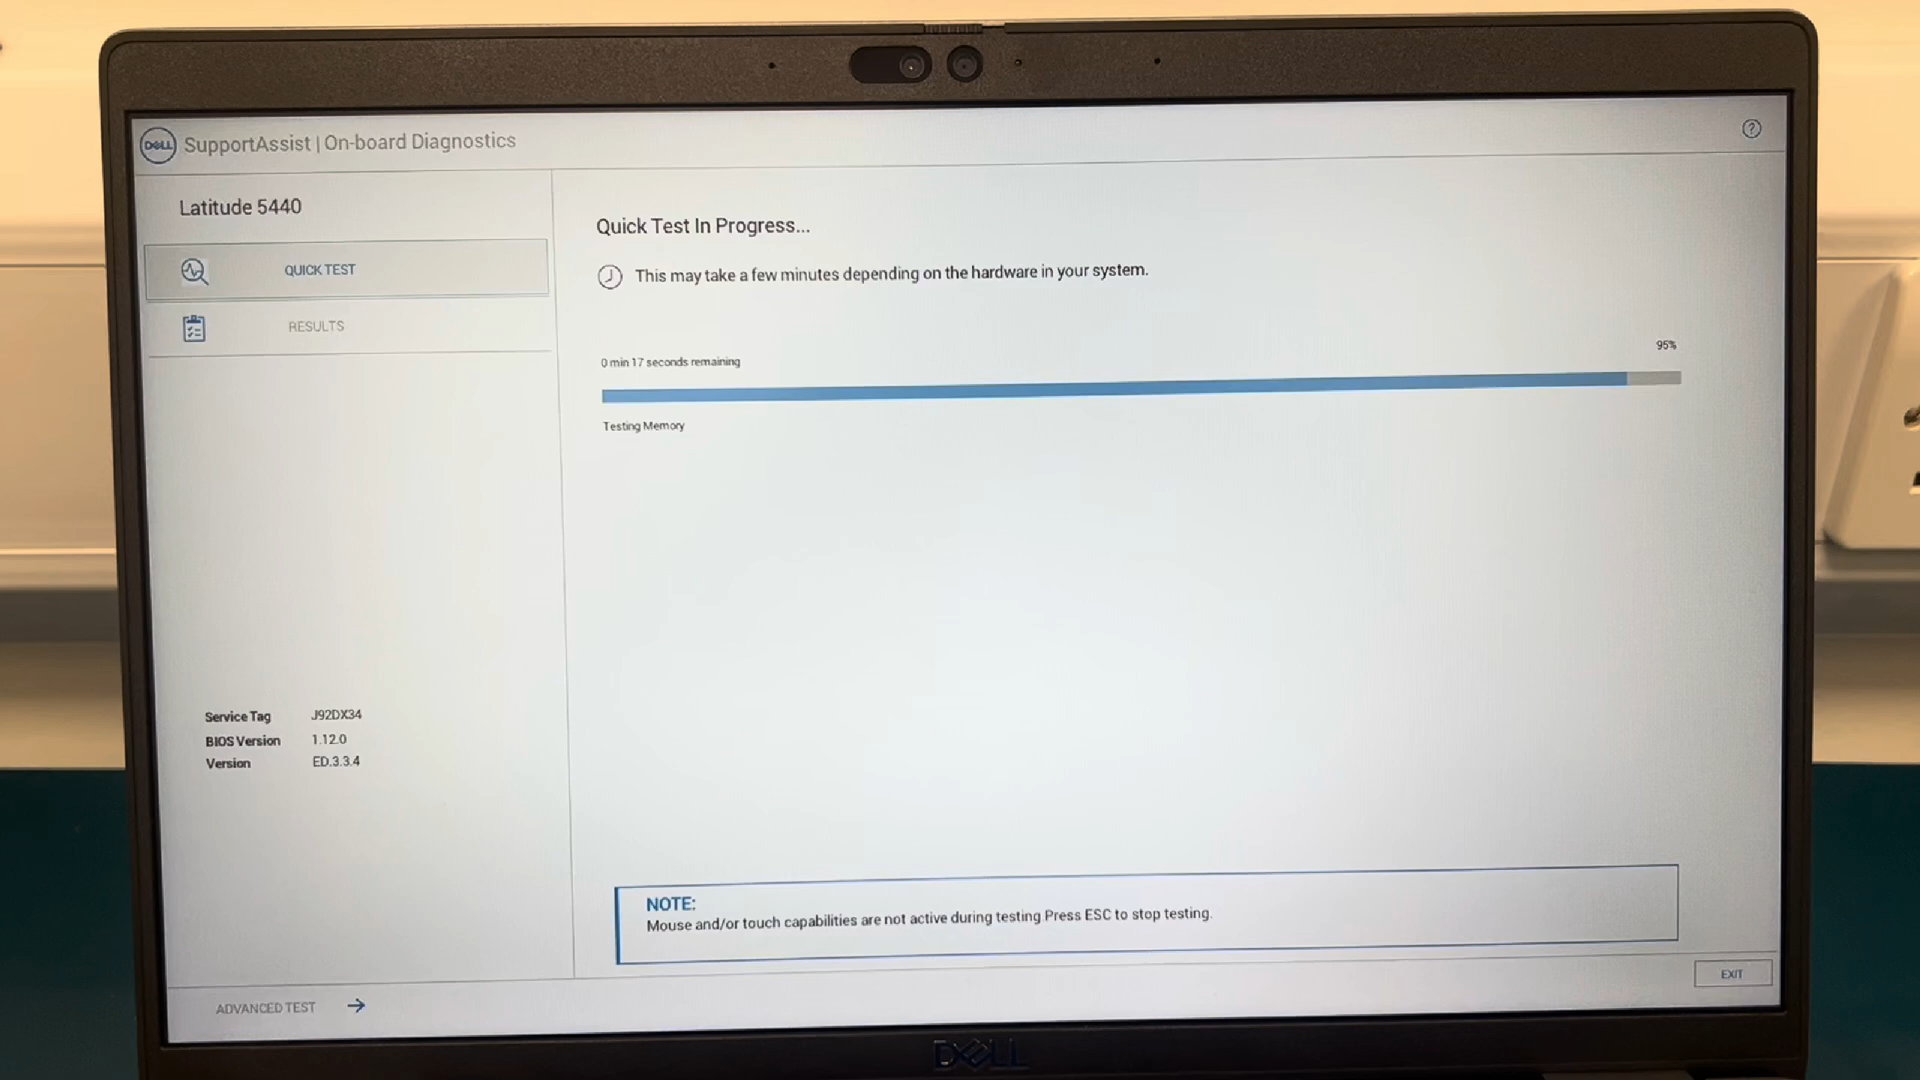 DELL SupportAssist | On-board Diagnostics
?
Latitude 5440
QUICK TEST
RESULTS
Service Tag J92DX34
BIOS Version 1.12.0
Version ED.3.3.4
ADVANCED TEST
Quick Test In Progress...
This may take a few minutes depending on the hardware in your system.
0 min 17 seconds remaining
95%
Testing Memory
NOTE:
Mouse and/or touch capabilities are not active during testing Press ESC to stop testing.
EXIT
DELL